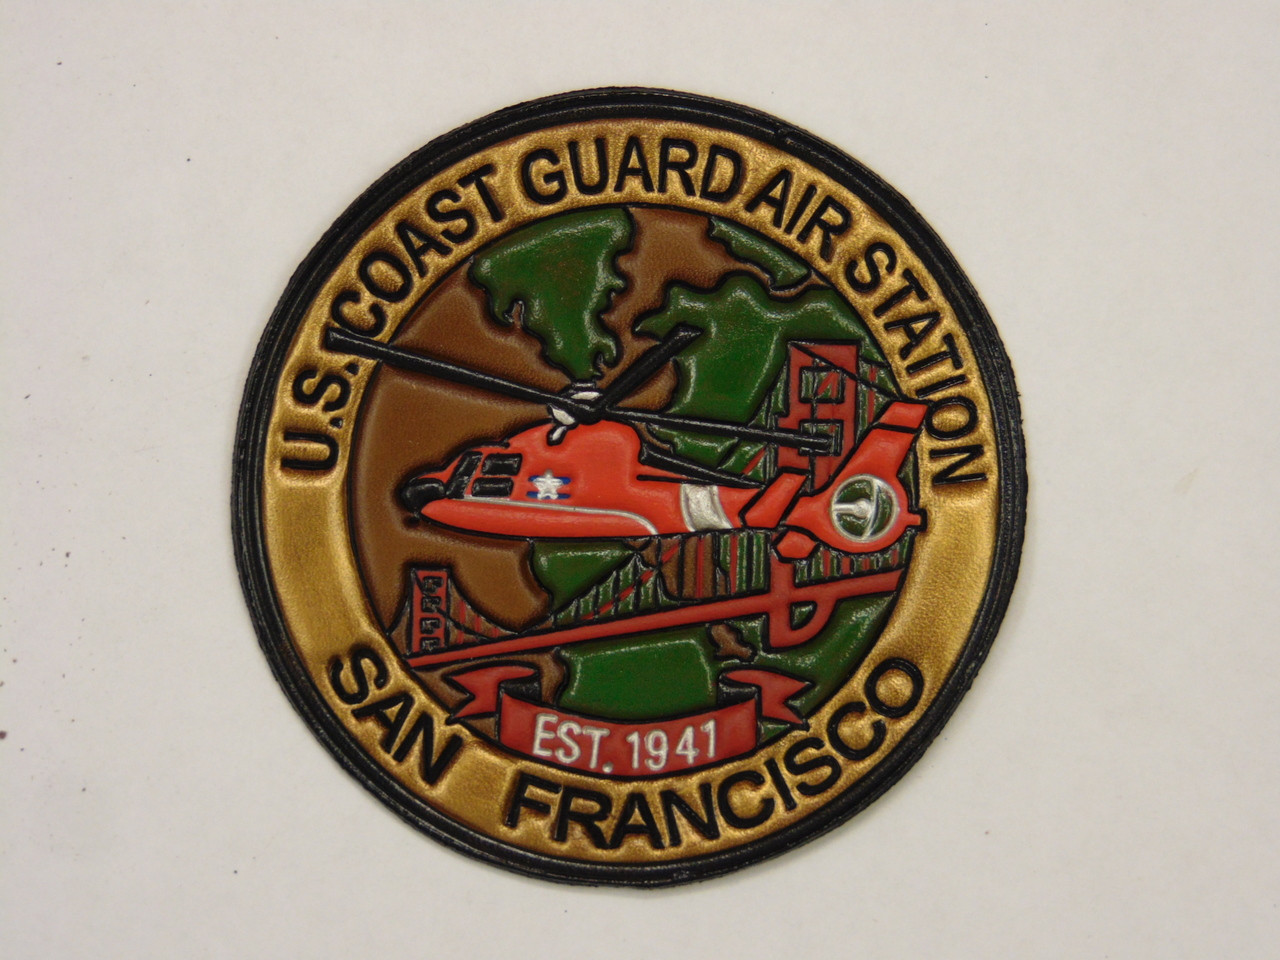 U.S. COAST GUARD AIR STATION
SAN FRANCISCO
EST. 1941